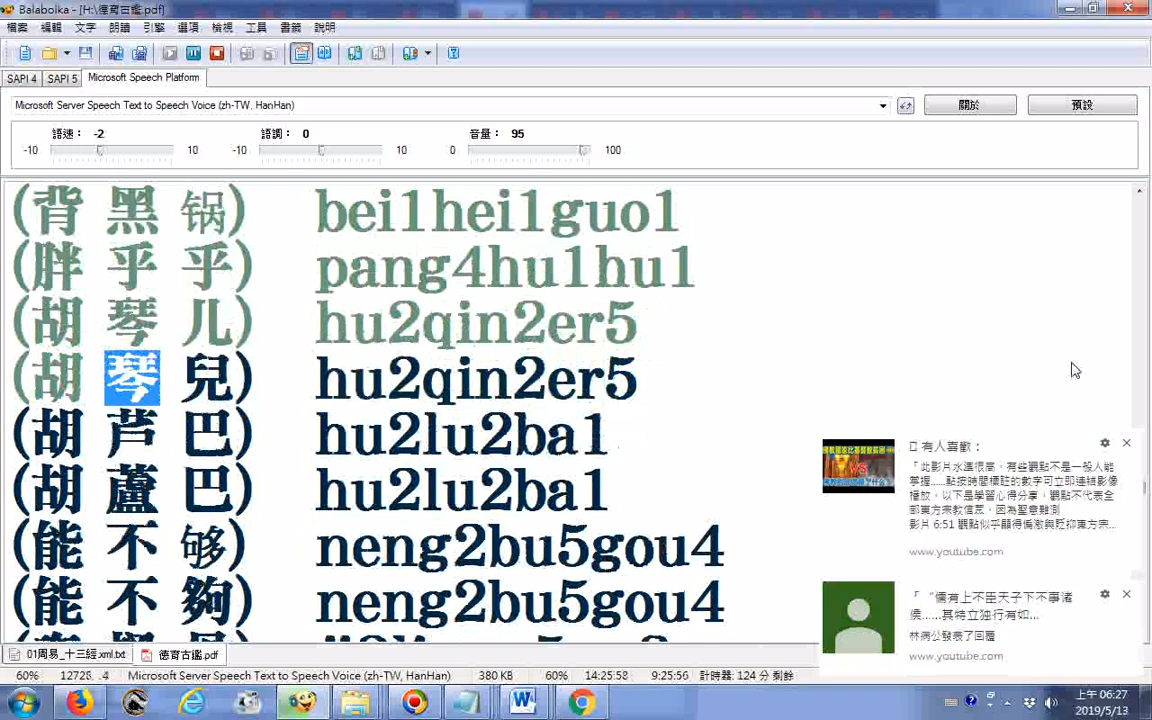 Balabolka - [H:\德育古鑑.pdf]
檔案 編輯 文字 朗讀 引擎 選項 檢視 工具 書籤 說明
SAPI 4 SAPI 5 Microsoft Speech Platform
Microsoft Server Speech Text to Speech Voice (zh-TW, HanHan) 關於 預設
語速: -2 語調: 0 音量: 95
-10 10 -10 10 0 100
(背黑锅) bei1hei1guo1
(胖乎乎) pang4hu1hu1
(胡琴儿) hu2qin2er5
(胡琴兒) hu2qin2er5
(胡芦巴) hu2lu2ba1
(胡蘆巴) hu2lu2ba1
(能不够) neng2bu5gou4
(能不夠) neng2bu5gou4
有人喜歡:
「此影片水準很高、有些觀點不是一般人能
掌握......點按時間標註的數字可立即連結影像
播放,以下是學習心得分享,觀點不代表全
部東方宗教信眾,因為聖意難測
影片 6:51 觀點似乎顯得偏激與貶抑東方宗...
www.youtube.com
「 “儒有上不臣天子下不事诸
侯......其特立独行有如...
林炳公發表了回覆
www.youtube.com
01周易_十三經.xml.txt 德育古鑑.pdf
60% Microsoft Server Speech Text to Speech Voice (zh-TW, HanHan) 380 KB 60% 14:25:58 9:25:56 計時器: 124 分 剩餘
上午 06:27
2019/5/13